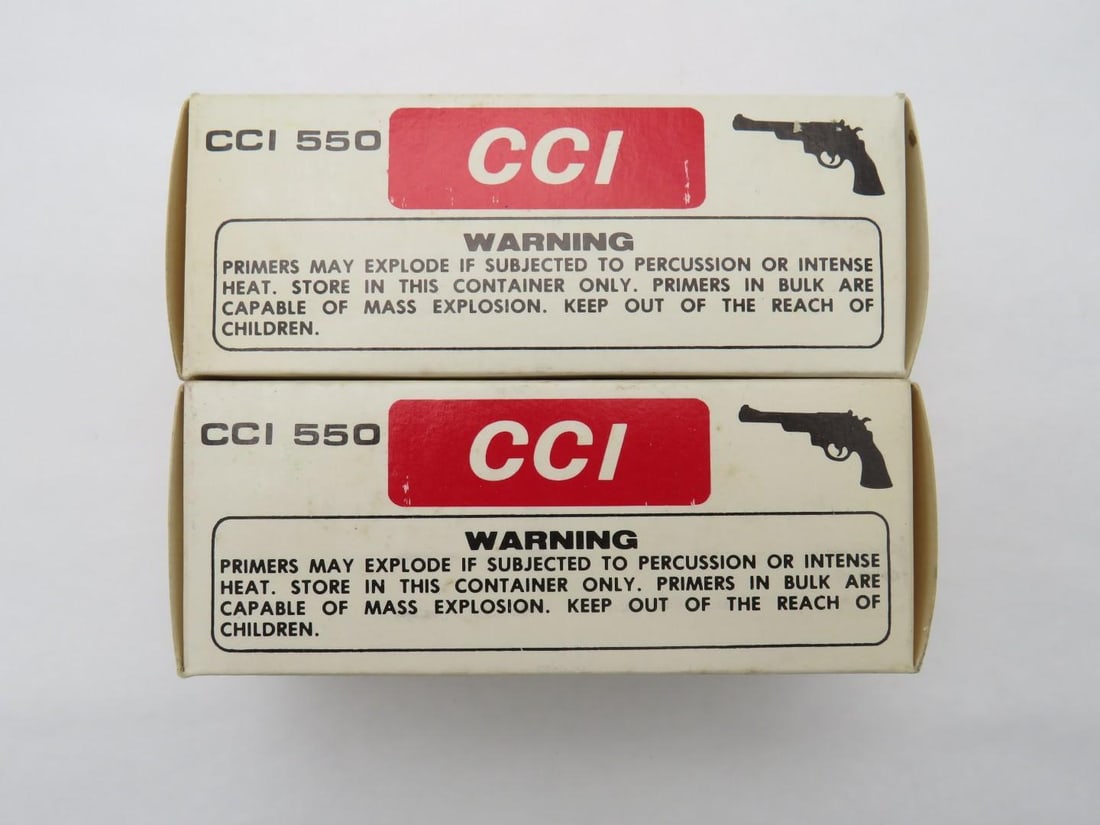 CCI 550 CCI
WARNING
PRIMERS MAY EXPLODE IF SUBJECTED TO PERCUSSION OR INTENSE
HEAT. STORE IN THIS CONTAINER ONLY. PRIMERS IN BULK ARE
CAPABLE OF MASS EXPLOSION. KEEP OUT OF THE REACH OF
CHILDREN.
CCI 550 CCI
WARNING
PRIMERS MAY EXPLODE IF SUBJECTED TO PERCUSSION OR INTENSE
HEAT. STORE IN THIS CONTAINER ONLY. PRIMERS IN BULK ARE
CAPABLE OF MASS EXPLOSION. KEEP OUT OF THE REACH OF
CHILDREN.